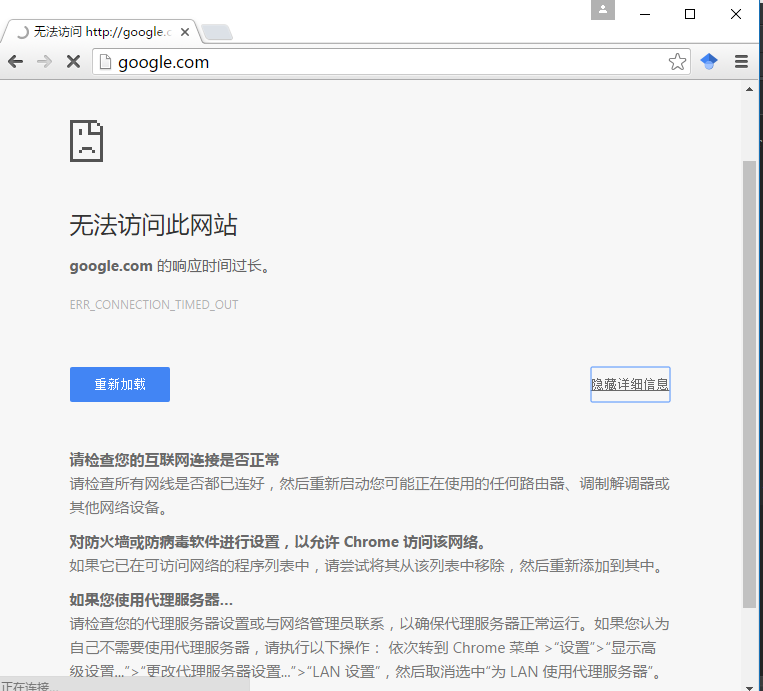 无法访问 http://google.c
google.com
无法访问此网站
google.com 的响应时间过长。
ERR_CONNECTION_TIMED_OUT
重新加载
隐藏详细信息
请检查您的互联网连接是否正常
请检查所有网线是否都已连好，然后重新启动您可能正在使用的任何路由器、调制解调器或
其他网络设备。
对防火墙或防病毒软件进行设置，以允许 Chrome 访问该网络。
如果它已在可访问网络的程序列表中，请尝试将其从该列表中移除，然后重新添加到其中。
如果您使用代理服务器...
请检查您的代理服务器设置或与网络管理员联系，以确保代理服务器正常运行。如果您认为
自己不需要使用代理服务器，请执行以下操作： 依次转到 Chrome 菜单 >“设置”>“显示高
级设置...”>“更改代理服务器设置...”>“LAN 设置”，然后取消选中“为 LAN 使用代理服务器”。
正在连接...